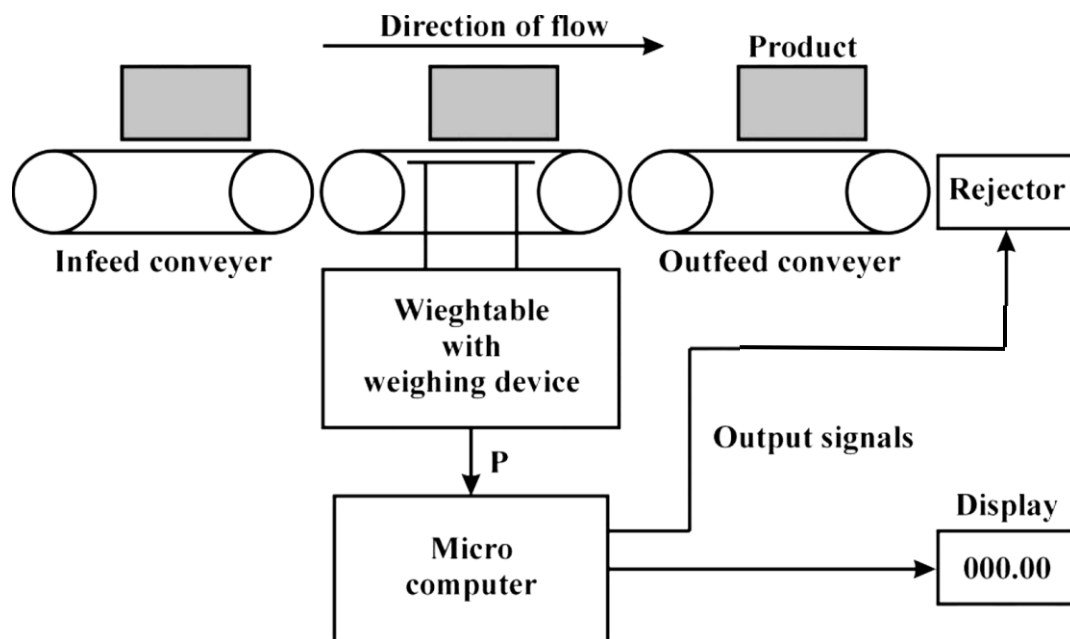 Direction of flow
Product
Rejector
Infeed conveyer
Outfeed conveyer
Wieghtable
with
weighing device
P
Output signals
Micro
computer
Display
000.00